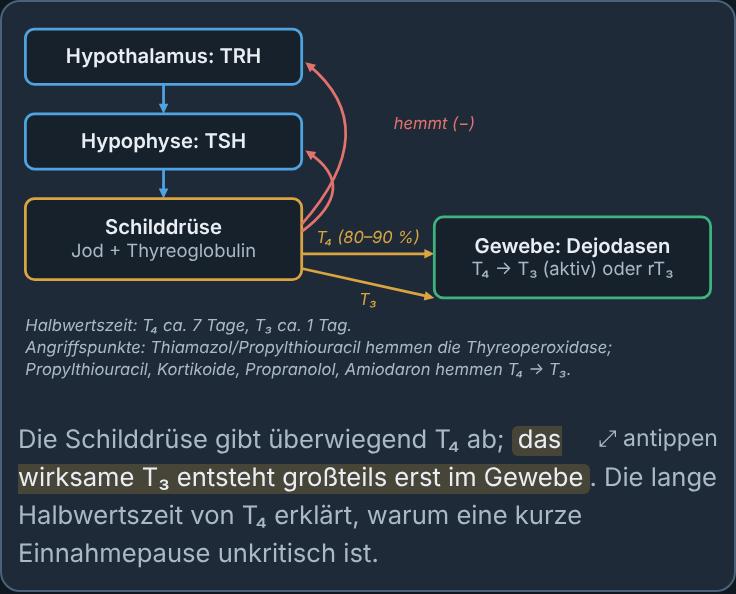 Hypothalamus: TRH
hemmt (−)
Hypophyse: TSH
Schilddrüse
Jod + Thyreoglobulin
T₄ (80–90 %)
T₃
Gewebe: Dejodasen
T₄ → T₃ (aktiv) oder rT₃
Halbwertszeit: T₄ ca. 7 Tage, T₃ ca. 1 Tag.
Angriffspunkte: Thiamazol/Propylthiouracil hemmen die Thyreoperoxidase;
Propylthiouracil, Kortikoide, Propranolol, Amiodaron hemmen T₄ → T₃.
Die Schilddrüse gibt überwiegend T₄ ab; das
⤢ antippen
wirksame T₃ entsteht großteils erst im Gewebe. Die lange
Halbwertszeit von T₄ erklärt, warum eine kurze
Einnahmepause unkritisch ist.